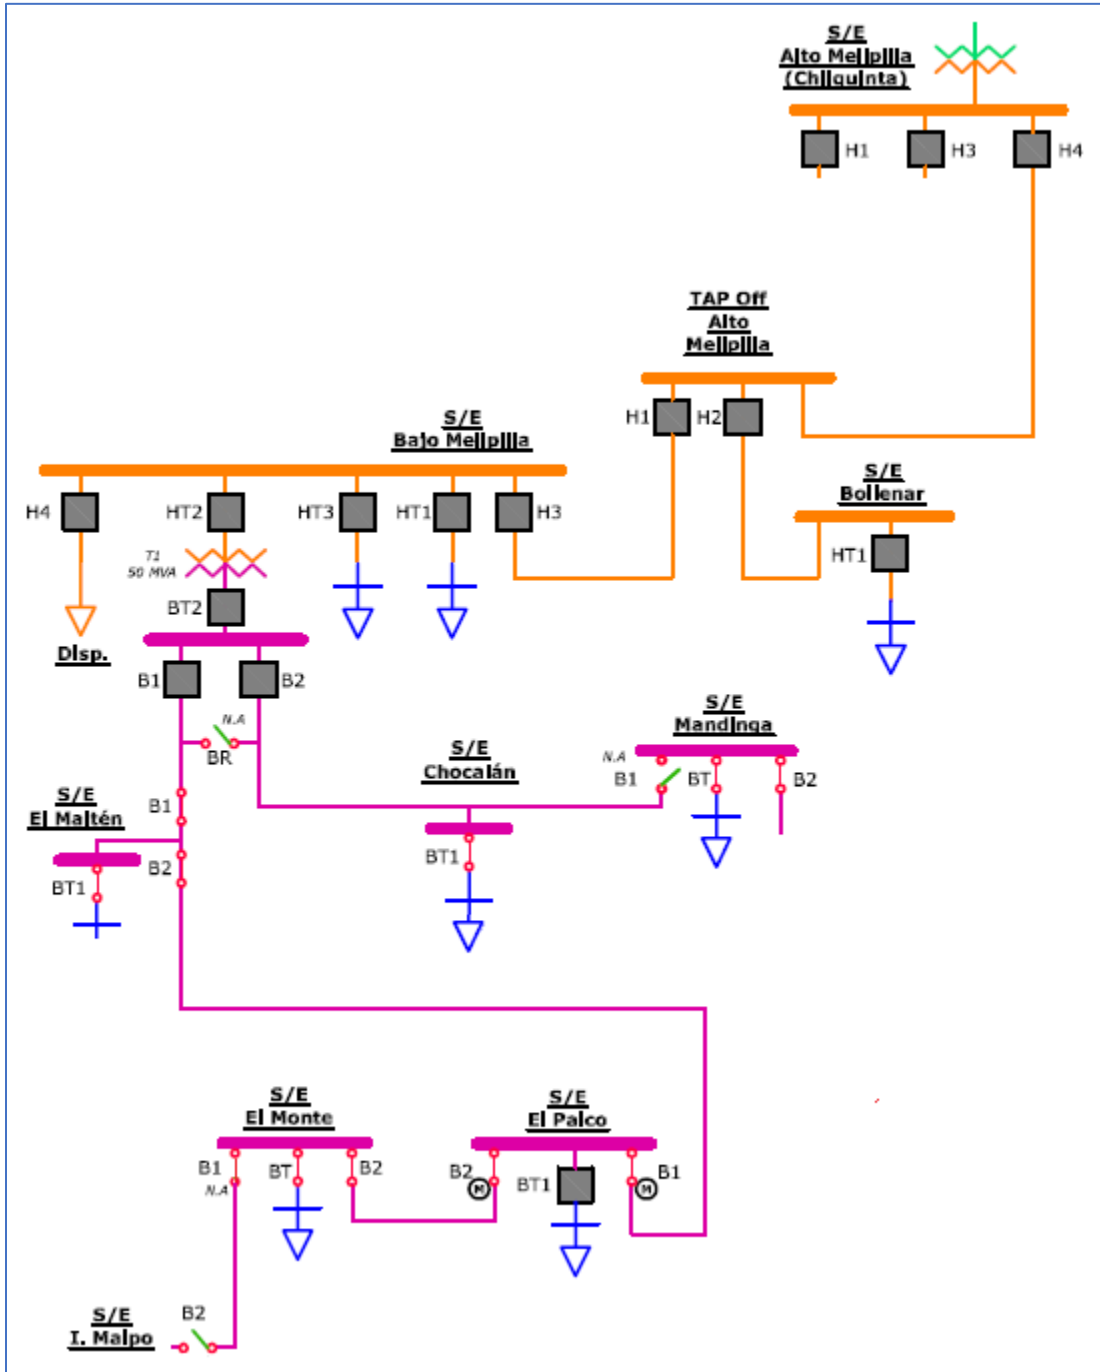 S/E
Alto Melipilla
(Chilquinta)
H1
H3
H4
TAP Off
Alto
Melipilla
H1
H2
S/E
Bajo Melipilla
H4
HT2
HT3
HT1
H3
S/E
Bollenar
HT1
T1
50 MVA
BT2
Disp.
B1
B2
N.A
BR
S/E
Mandinga
N.A
B1
BT
B2
S/E
Chocalán
BT1
S/E
El Maitén
B1
B2
BT1
S/E
El Monte
B1
N.A
BT
B2
S/E
El Paico
B2
M
BT1
M
B1
S/E
I. Maipo
B2